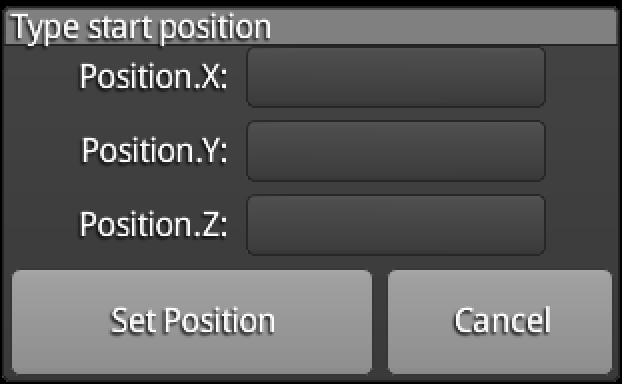 Type start position
Position.X:
Position.Y:
Position.Z:
Set Position
Cancel